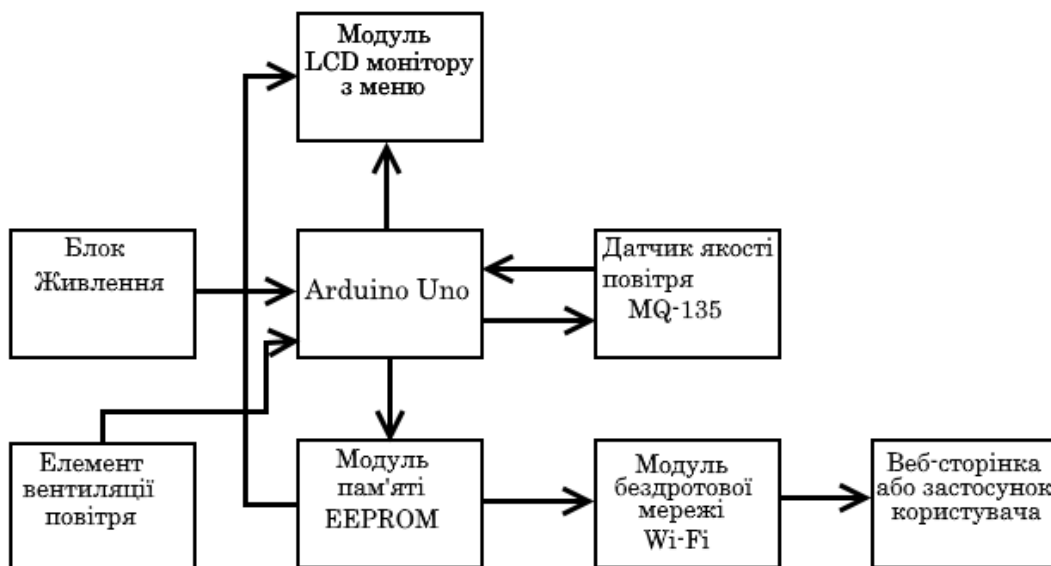 Модуль
LCD монітору
з меню
Блок
Живлення
Arduino Uno
Датчик якості
повітря
MQ-135
Елемент
вентиляції
повітря
Модуль
пам'яті
EEPROM
Модуль
бездротової
мережі
Wi-Fi
Веб-сторінка
або застосунок
користувача